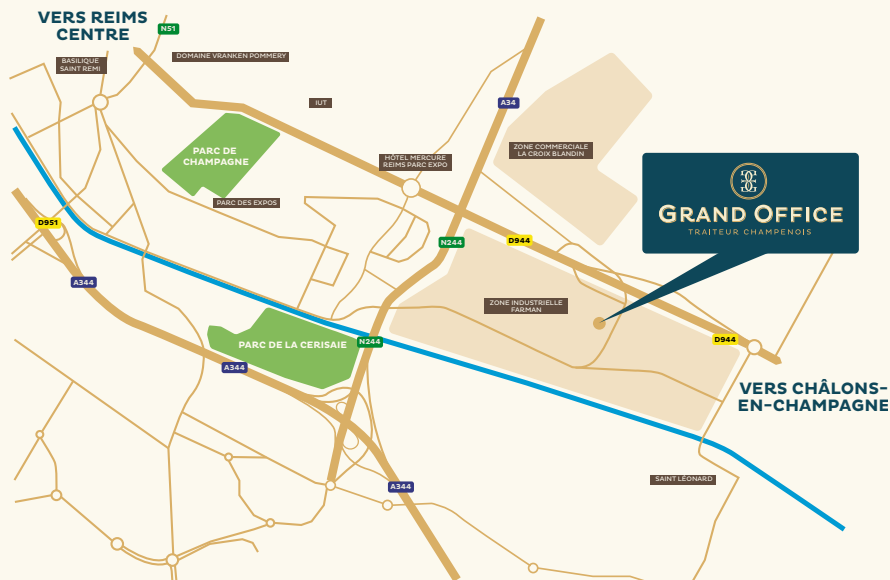 VERS REIMS
CENTRE
N51
DOMAINE VRANKEN POMMERY
BASILIQUE
SAINT REMI
IUT
A34
PARC DE
CHAMPAGNE
ZONE COMMERCIALE
LA CROIX BLANDIN
HÔTEL MERCURE
REIMS PARC EXPO
GRAND OFFICE
TRAITEUR CHAMPENOIS
PARC DES EXPOS
D951
N244
D944
A344
ZONE INDUSTRIELLE
FARMAN
PARC DE LA CERISAIE
N244
D944
A344
VERS CHÂLONS-
EN-CHAMPAGNE
SAINT LÉONARD
A344